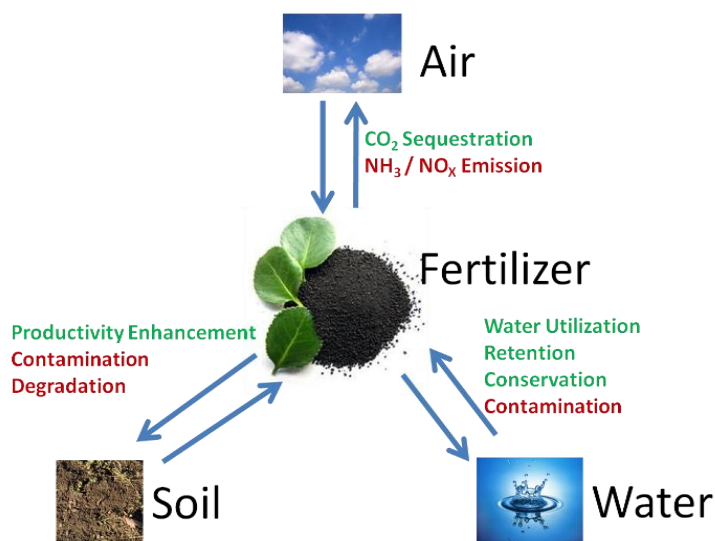 Air
CO₂ Sequestration
NH₃ / NOₓ Emission
Fertilizer
Productivity Enhancement
Contamination
Degradation
Water Utilization
Retention
Conservation
Contamination
Soil
Water